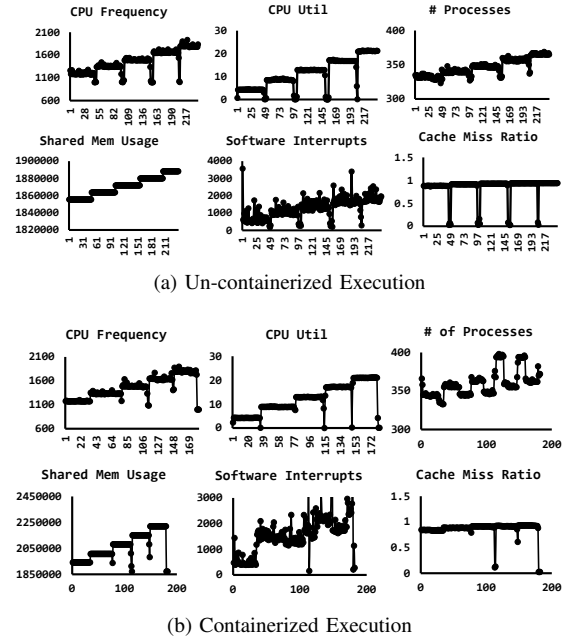 CPU Frequency CPU Util # Processes
2100 1600 1100 600
1 28 55 82 109 136 163 190 217
30 20 10 0
1 25 49 73 97 121 145 169 193 217
400 350 300
1 25 49 73 97 121 145 169 193 217
Shared Mem Usage Software Interrupts Cache Miss Ratio
1900000 1880000 1860000 1840000 1820000
1 31 61 91 121 151 181 211
4000 3000 2000 1000 0
1 25 49 73 97 121 145 169 193 217
1.5 1 0.5 0
1 25 49 73 97 121 145 169 193 217
(a) Un-containerized Execution
CPU Frequency CPU Util # of Processes
2100 1600 1100 600
1 22 43 64 85 106 127 148 169
30 20 10 0
1 20 39 58 77 96 115 134 153 172
400 350 300
0 100 200
Shared Mem Usage Software Interrupts Cache Miss Ratio
2450000 2250000 2050000 1850000
0 100 200
3000 2000 1000 0
0 100 200
1.5 1 0.5 0
0 100 200
(b) Containerized Execution